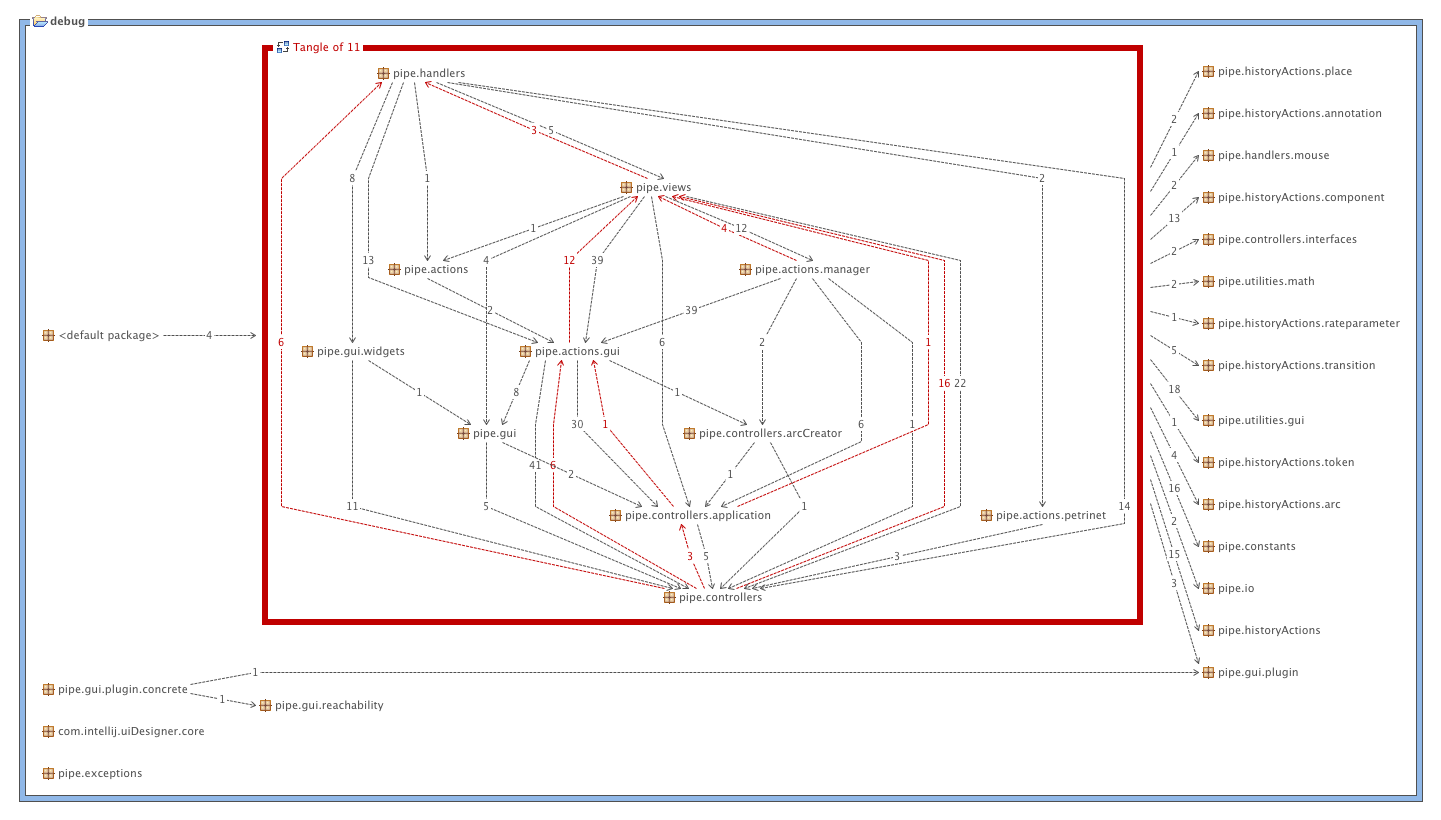 debug
Tangle of 11
pipe.handlers
pipe.historyActions.place
pipe.historyActions.annotation
2
3 5
1
pipe.handlers.mouse
8 1 2
2
pipe.views
pipe.historyActions.component
13
1 4 12
pipe.controllers.interfaces
2
13 4 12 39
pipe.actions
pipe.actions.manager
pipe.utilities.math
2
2 39
1
pipe.historyActions.rateparameter
<default package>
4
6 6 2 1
pipe.gui.widgets
pipe.actions.gui
5
pipe.historyActions.transition
16 22
1 8 1
18
pipe.utilities.gui
30 1 6 1
1
pipe.gui
pipe.controllers.arcCreator
4
pipe.historyActions.token
41 6
2 1
16
pipe.historyActions.arc
11 5 1 14
pipe.controllers.application
pipe.actions.petrinet
2
pipe.constants
3 5 3
15
3
pipe.io
pipe.controllers
pipe.historyActions
1
pipe.gui.plugin
pipe.gui.plugin.concrete
1
pipe.gui.reachability
com.intellij.uiDesigner.core
pipe.exceptions